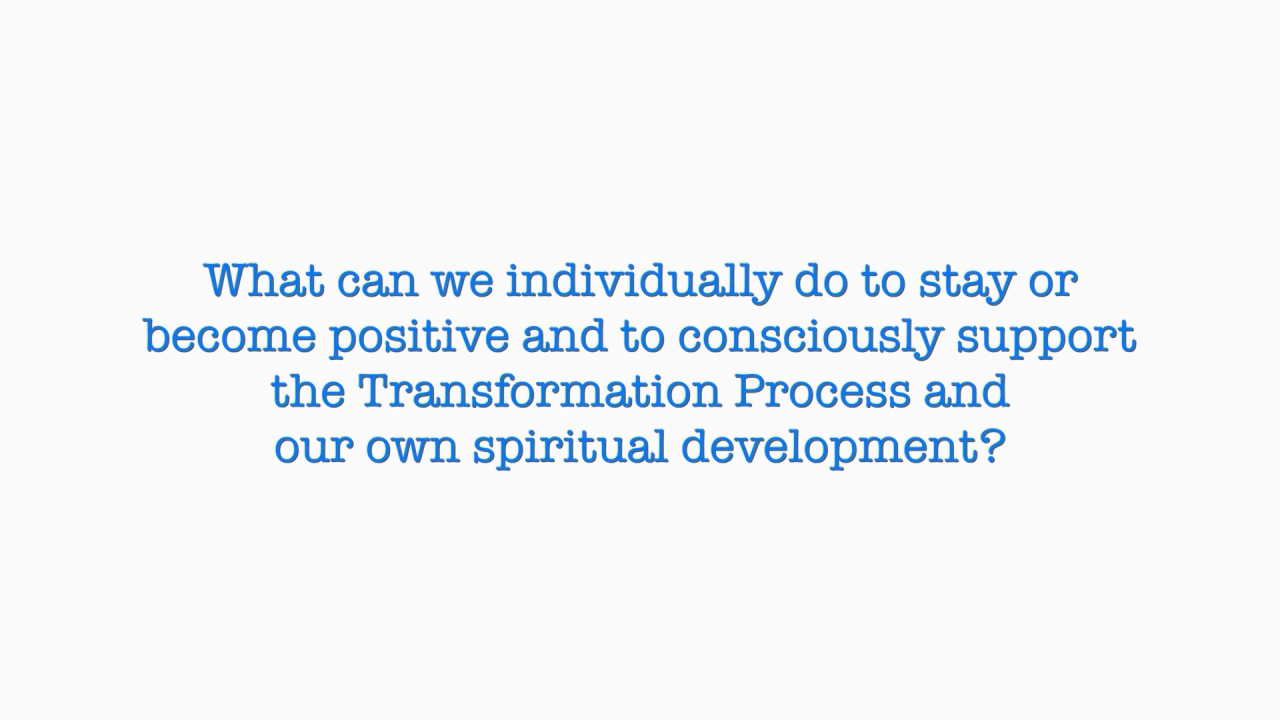 What can we individually do to stay or
become positive and to consciously support
the Transformation Process and
our own spiritual development?